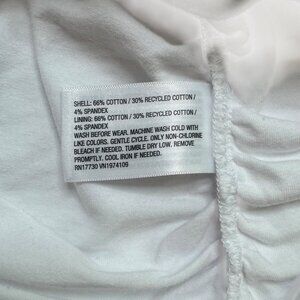 SHELL: 66% COTTON / 30% RECYCLED COTTON /
4% SPANDEX
LINING: 66% COTTON / 30% RECYCLED COTTON /
4% SPANDEX
WASH BEFORE WEAR. MACHINE WASH COLD WITH
LIKE COLORS. GENTLE CYCLE. ONLY NON-CHLORINE
BLEACH IF NEEDED. TUMBLE DRY LOW. REMOVE
PROMPTLY. COOL IRON IF NEEDED.
RN17730 VN1974109